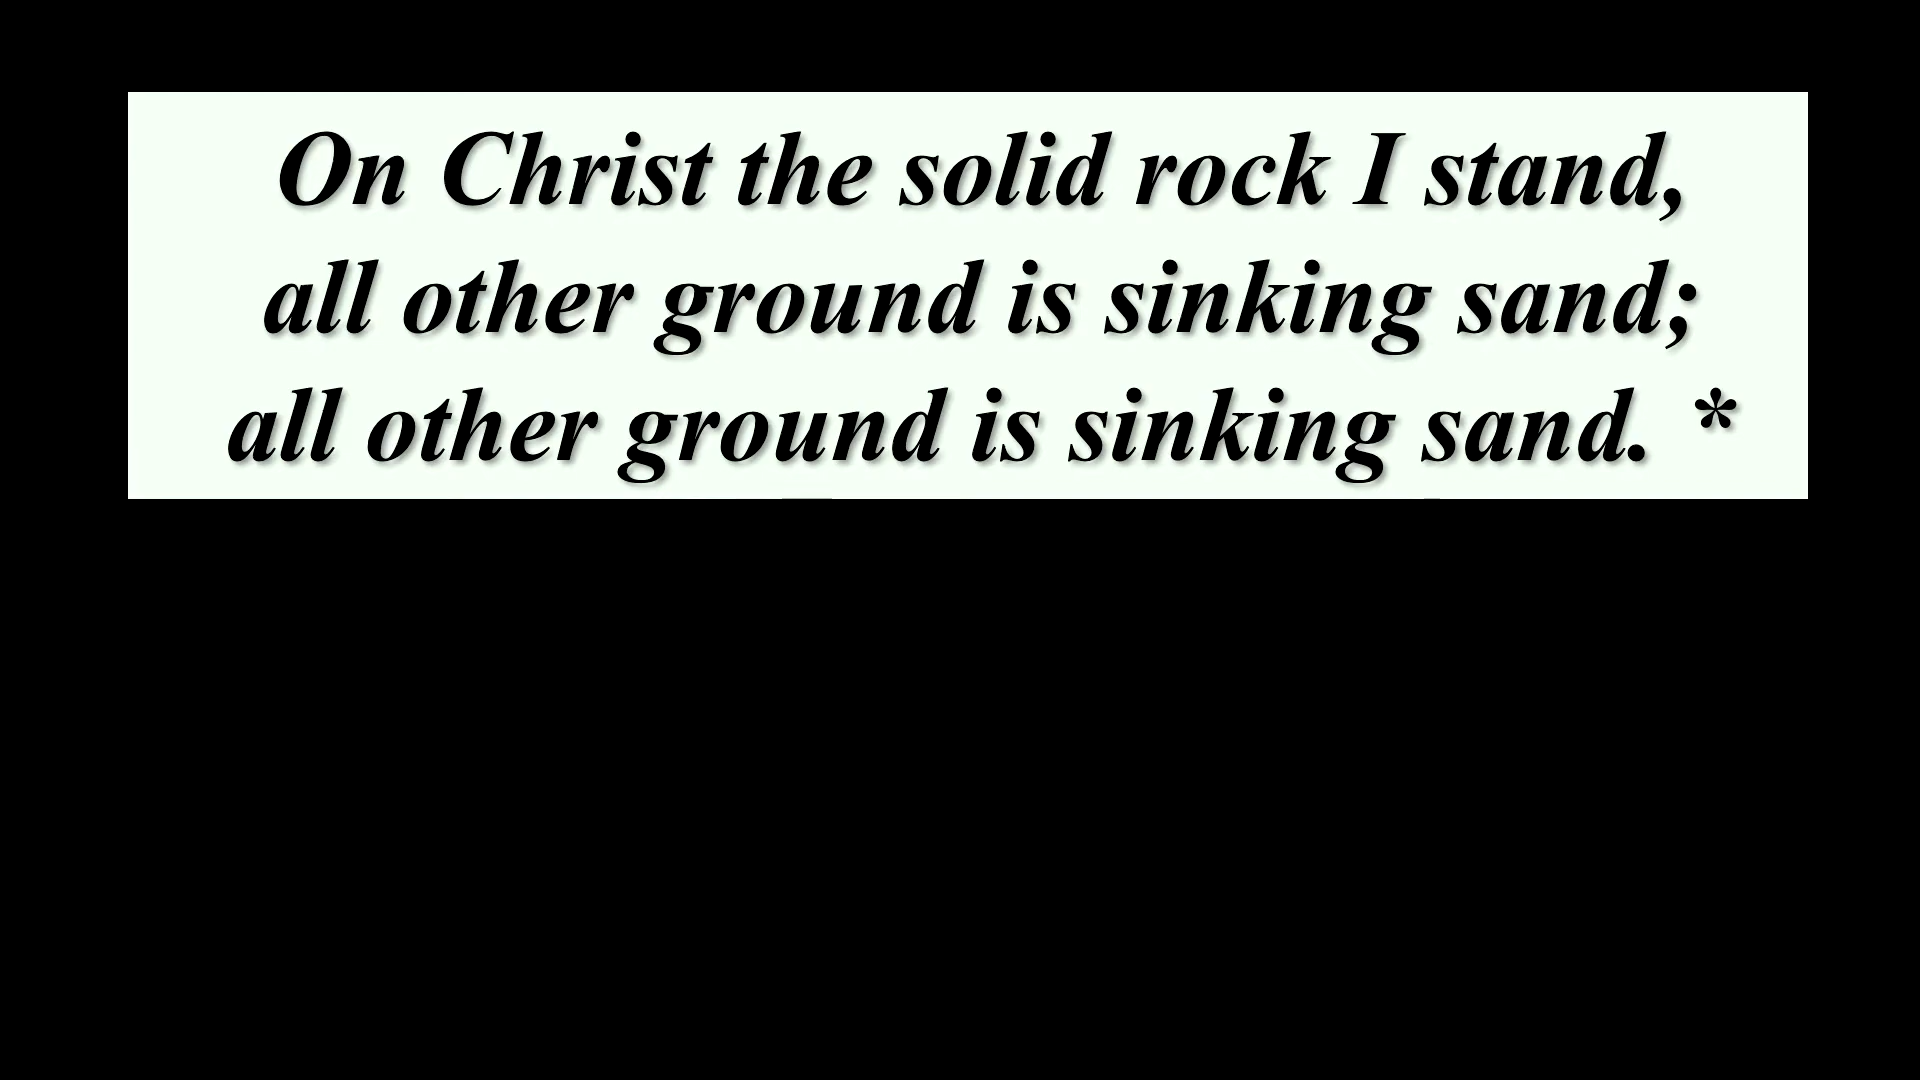 On Christ the solid rock I stand,
all other ground is sinking sand;
all other ground is sinking sand. *